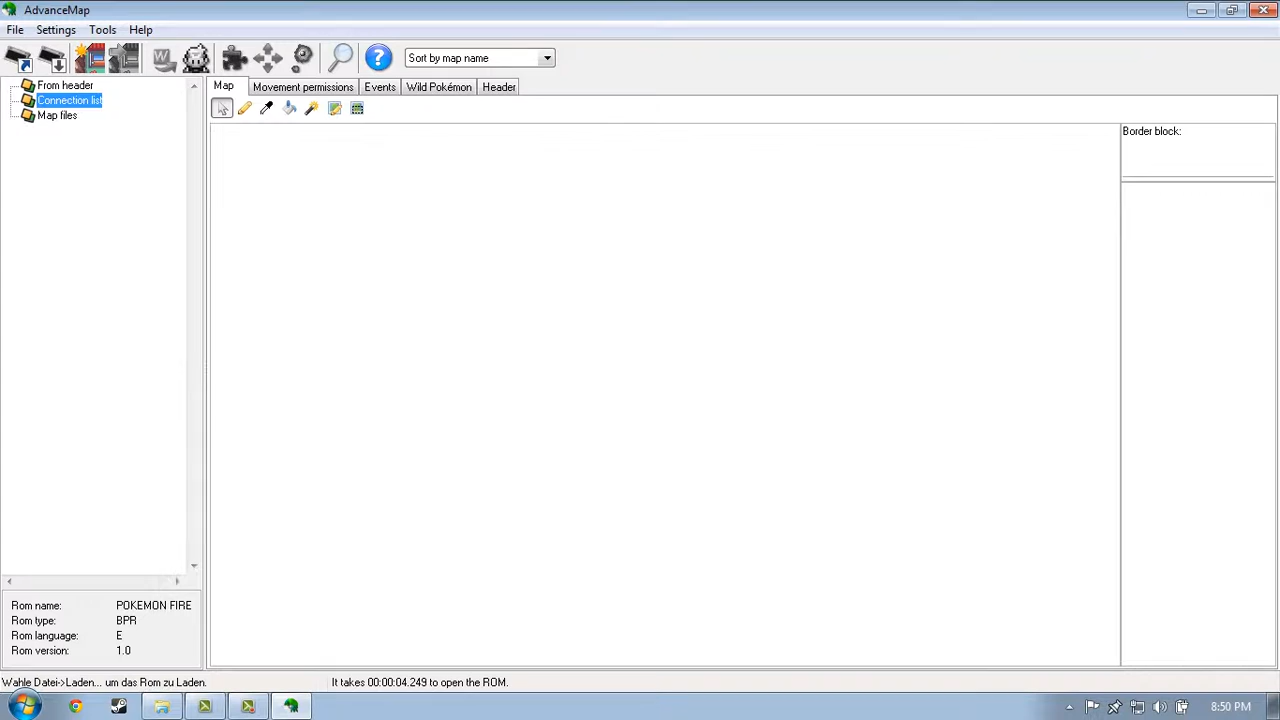 AdvanceMap
File Settings Tools Help
Sort by map name
From header
Connection list
Map files
Map Movement permissions Events Wild Pokémon Header
Border block:
Rom name: POKEMON FIRE
Rom type: BPR
Rom language: E
Rom version: 1.0
Wahle Datei->Laden... um das Rom zu Laden. It takes 00:00:04.249 to open the ROM.
8:50 PM